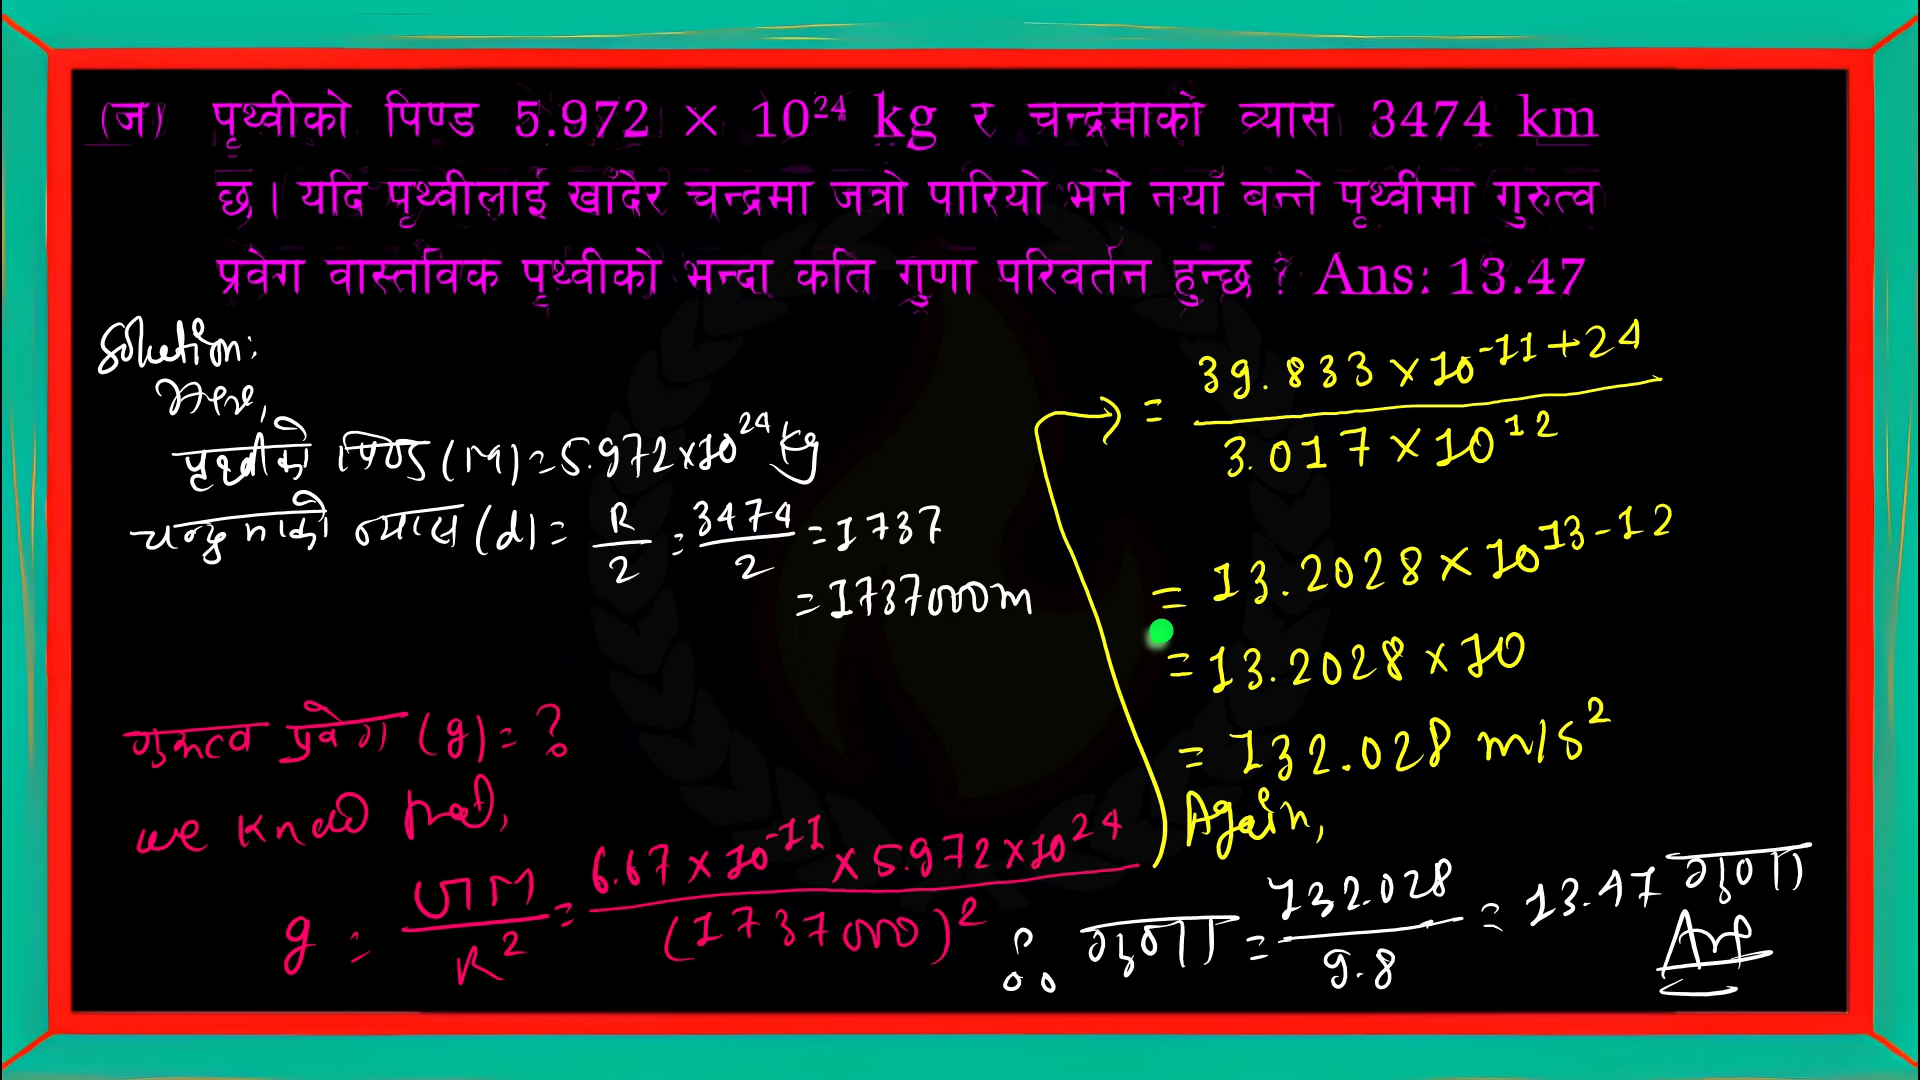 (ज) पृथ्वीको पिण्ड 5.972 × 10²⁴ kg र चन्द्रमाको व्यास 3474 km
छ । यदि पृथ्वीलाई खाँदेर चन्द्रमा जत्रो पारियो भने नयाँ बन्ने पृथ्वीमा गुरुत्व
प्रवेग वास्तविक पृथ्वीको भन्दा कति गुणा परिवर्तन हुन्छ ? Ans: 13.47
Solution:
Here,
पृथ्वीको पिण्ड (M) = 5.972×10²⁴ kg
चन्द्रमाको व्यास (d) = R/2 = 3474/2 = 1737
= 1737000m
गुरुत्व प्रवेग (g) = ?
we know that,
g = GM/R² = 6.67 × 10⁻¹¹ × 5.972 × 10²⁴ / (1737000)²
= 39.833 × 10⁻¹¹⁺²⁴ / 3.017 × 10¹²
= 13.2028 × 10¹³⁻¹²
= 13.2028 × 10
= 132.028 m/s²
Again,
∴ गुणा = 132.028 / 9.8 = 13.47 गुणा
Ans